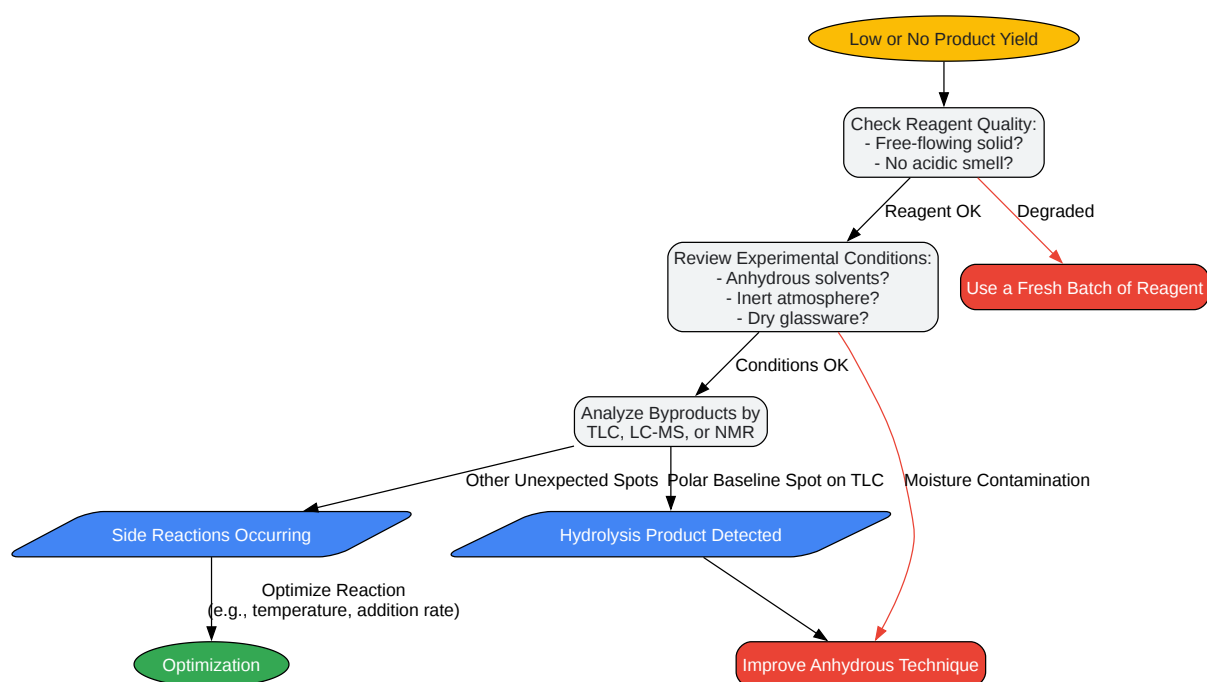 Low or No Product Yield
Check Reagent Quality:
- Free-flowing solid?
- No acidic smell?
Reagent OK
Degraded
Review Experimental Conditions:
- Anhydrous solvents?
- Inert atmosphere?
- Dry glassware?
Use a Fresh Batch of Reagent
Conditions OK
Analyze Byproducts by
TLC, LC-MS, or NMR
Other Unexpected Spots
Polar Baseline Spot on TLC
Moisture Contamination
Side Reactions Occurring
Hydrolysis Product Detected
Optimize Reaction
(e.g., temperature, addition rate)
Optimization
Improve Anhydrous Technique